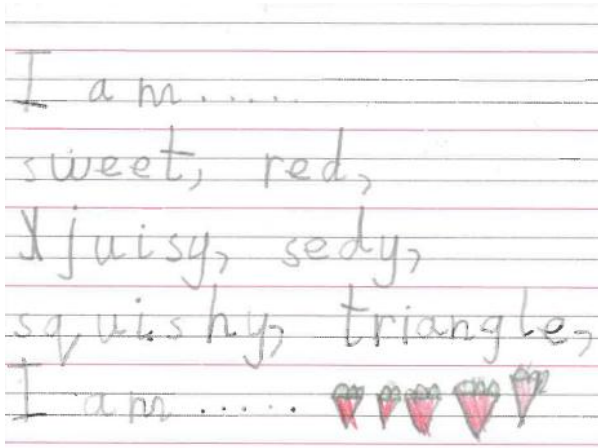 I am.....
sweet, red,
juisy, sedy,
squishy, triangle,
I am.....